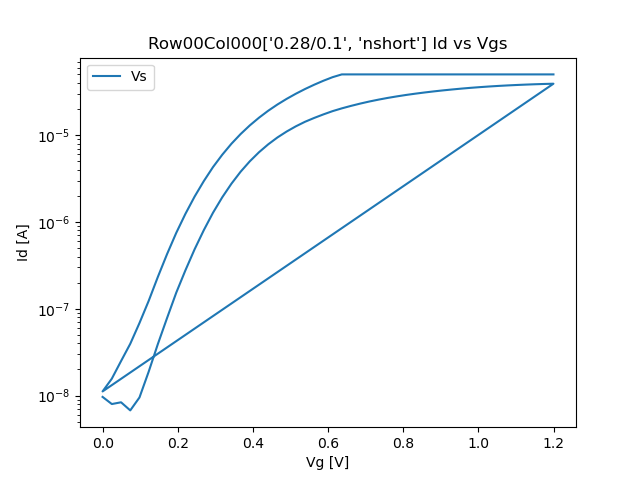 Row00Col000['0.28/0.1', 'nshort'] Id vs Vgs
Vs
Id [A]
10⁻⁵
10⁻⁶
10⁻⁷
10⁻⁸
0.0 0.2 0.4 0.6 0.8 1.0 1.2
Vg [V]